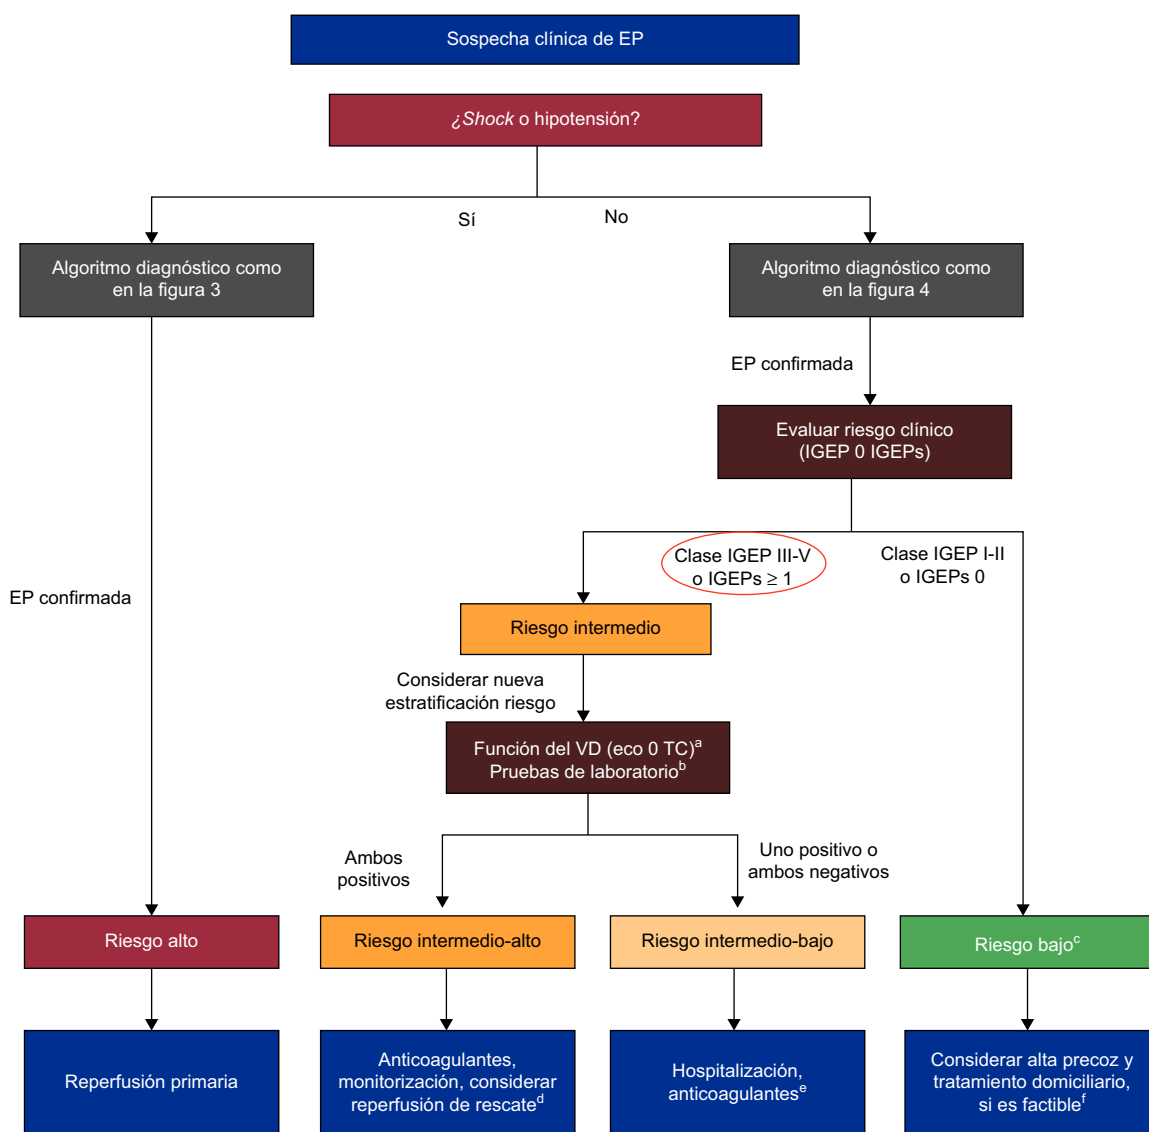 Sospecha clínica de EP
¿Shock o hipotensión?
Sí
No
Algoritmo diagnóstico como
en la figura 3
Algoritmo diagnóstico como
en la figura 4
EP confirmada
Evaluar riesgo clínico
(IGEP 0 IGEPs)
Clase IGEP III-V
o IGEPs ≥ 1
Clase IGEP I-II
o IGEPs 0
EP confirmada
Riesgo intermedio
Considerar nueva
estratificación riesgo
Función del VD (eco 0 TC)a
Pruebas de laboratoriob
Ambos
positivos
Uno positivo o
ambos negativos
Riesgo alto
Riesgo intermedio-alto
Riesgo intermedio-bajo
Riesgo bajoc
Reperfusión primaria
Anticoagulantes,
monitorización, considerar
reperfusión de rescated
Hospitalización,
anticoagulantese
Considerar alta precoz y
tratamiento domiciliario,
si es factiblef